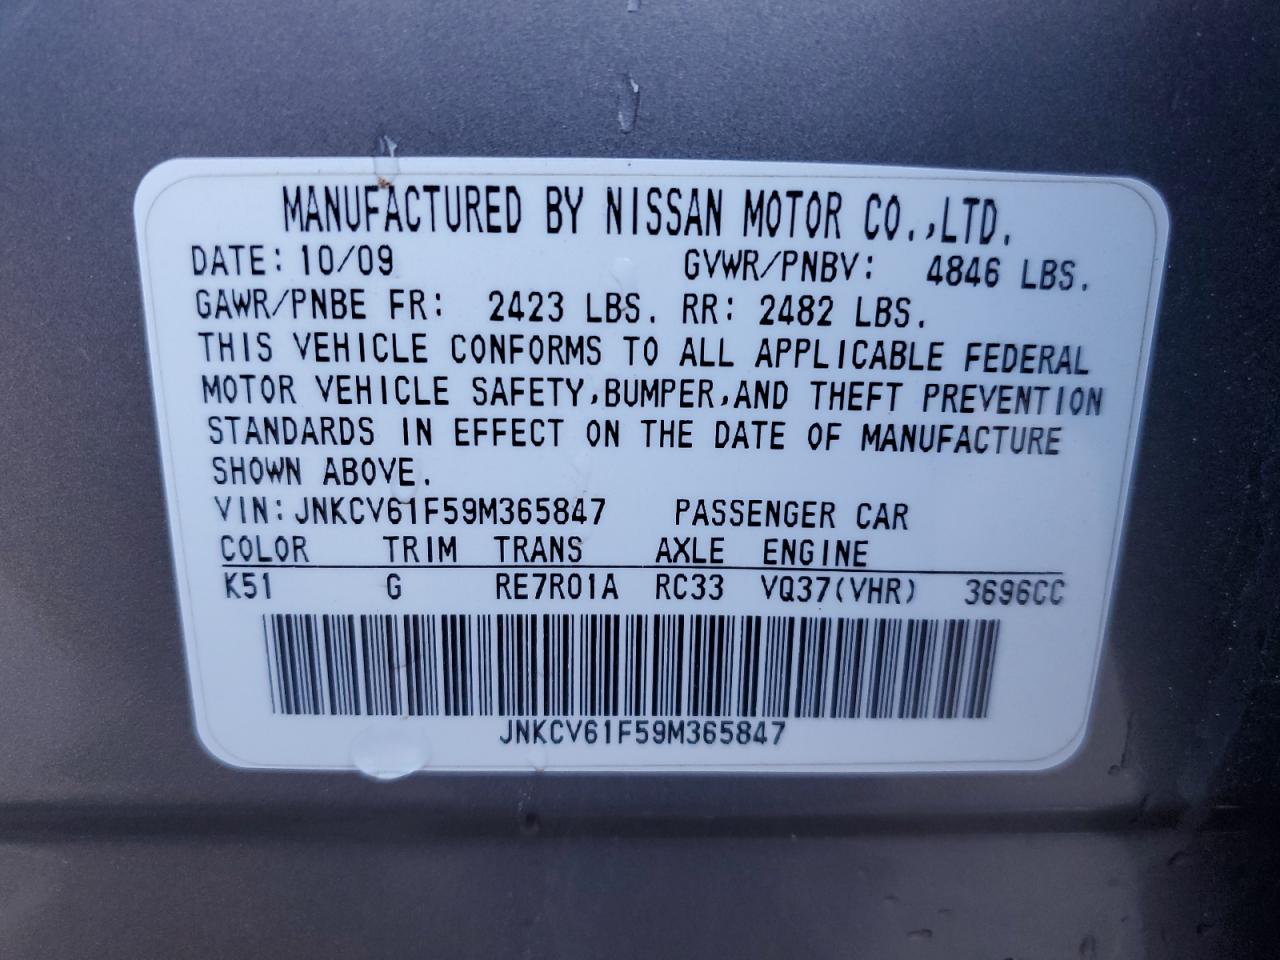 MANUFACTURED BY NISSAN MOTOR CO.,LTD.
DATE: 10/09 GVWR/PNBV: 4846 LBS.
GAWR/PNBE FR: 2423 LBS. RR: 2482 LBS.
THIS VEHICLE CONFORMS TO ALL APPLICABLE FEDERAL
MOTOR VEHICLE SAFETY,BUMPER,AND THEFT PREVENTION
STANDARDS IN EFFECT ON THE DATE OF MANUFACTURE
SHOWN ABOVE.
VIN:JNKCV61F59M365847 PASSENGER CAR
COLOR TRIM TRANS AXLE ENGINE
K51 G RE7R01A RC33 VQ37(VHR) 3696CC
JNKCV61F59M365847